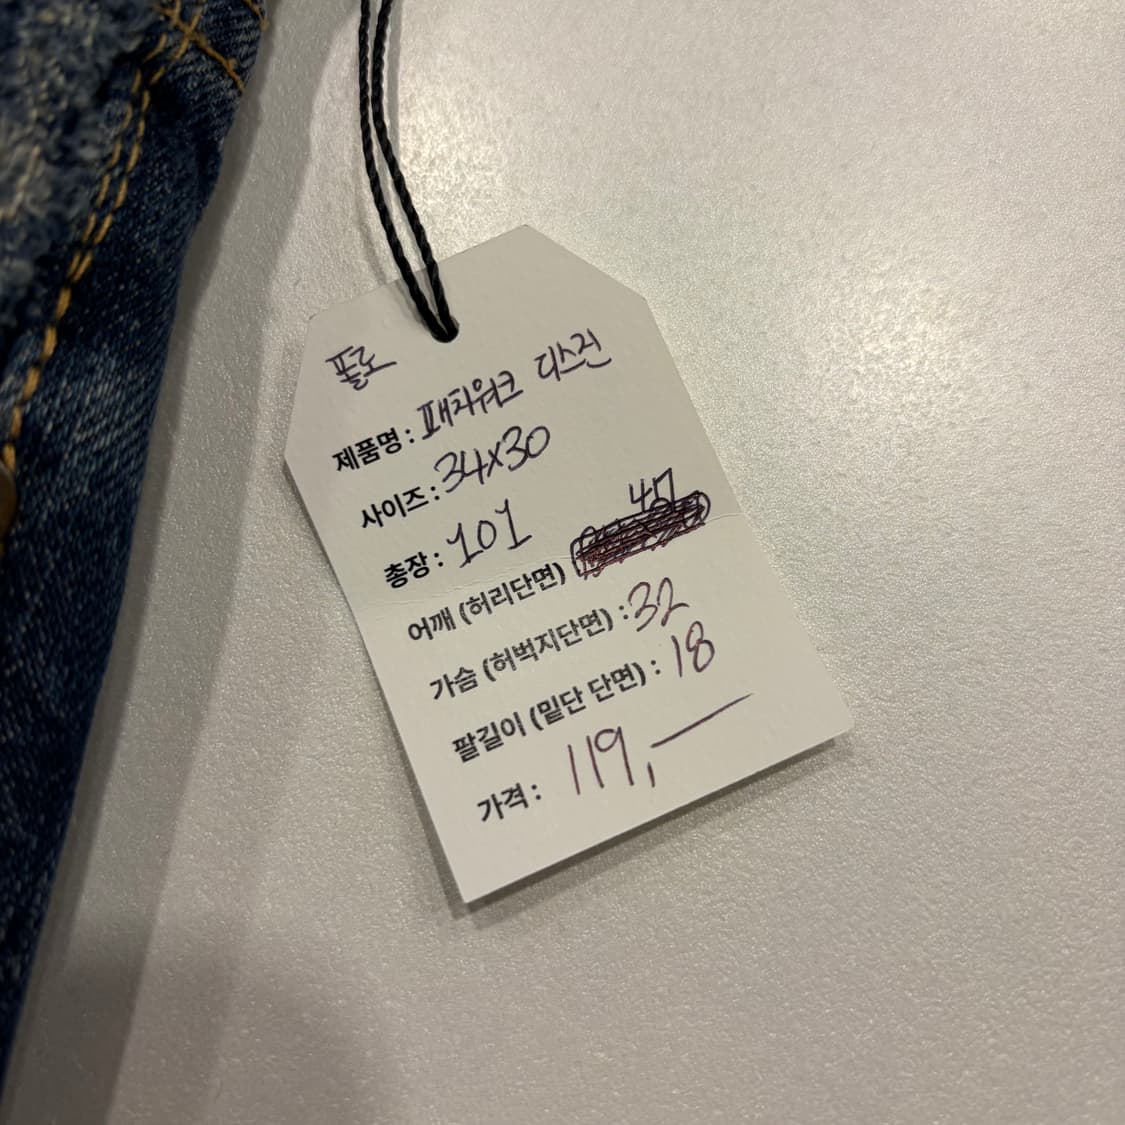 폴로
제품명 : 패치워크 디스진
사이즈 : 34x30
총장 : 101
어깨 (허리단면) 47
가슴 (허벅지단면) : 32
팔길이 (밑단 단면) : 18
가격 : 119,—